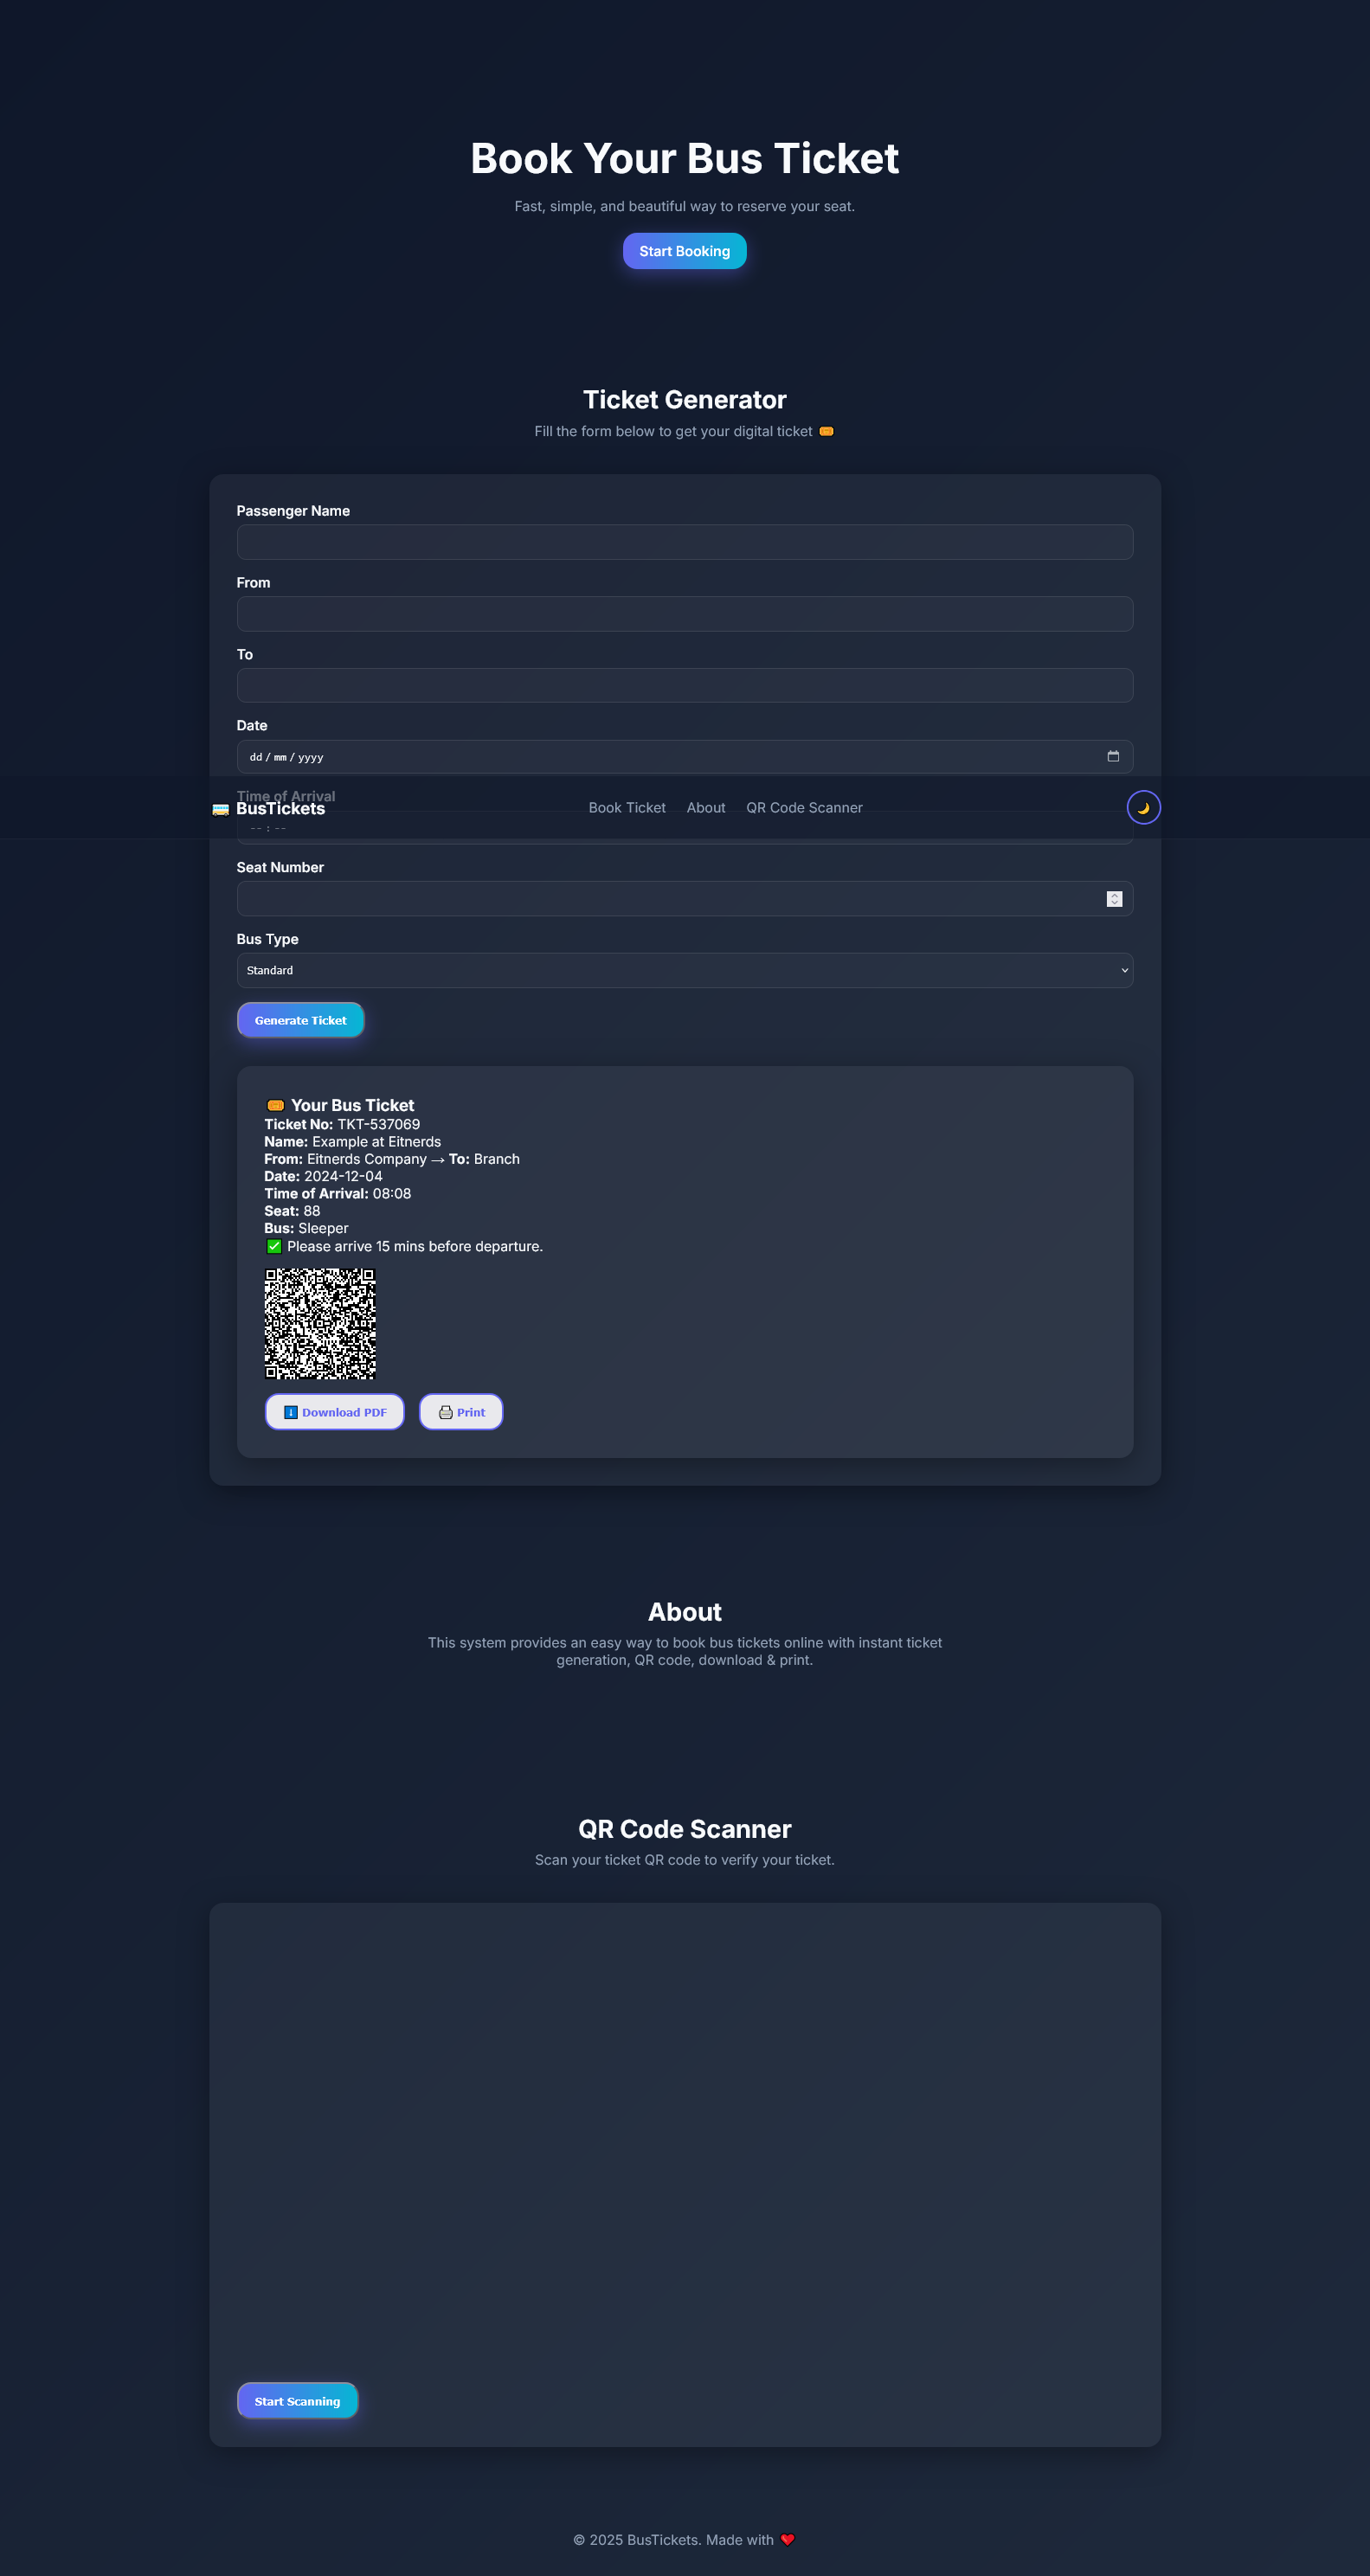 Book Your Bus Ticket
Fast, simple, and beautiful way to reserve your seat.
Start Booking
Ticket Generator
Fill the form below to get your digital ticket 🎟️
Passenger Name
From
To
Date
dd / mm / yyyy
Time of Arrival
-- : --
🚌 BusTickets
Book Ticket About QR Code Scanner
🌙
Seat Number
Bus Type
Standard
Generate Ticket
🎟️ Your Bus Ticket
Ticket No: TKT-537069
Name: Example at Eitnerds
From: Eitnerds Company → To: Branch
Date: 2024-12-04
Time of Arrival: 08:08
Seat: 88
Bus: Sleeper
✅ Please arrive 15 mins before departure.
⬇️ Download PDF 🖨️ Print
About
This system provides an easy way to book bus tickets online with instant ticket
generation, QR code, download & print.
QR Code Scanner
Scan your ticket QR code to verify your ticket.
Start Scanning
© 2025 BusTickets. Made with ❤️